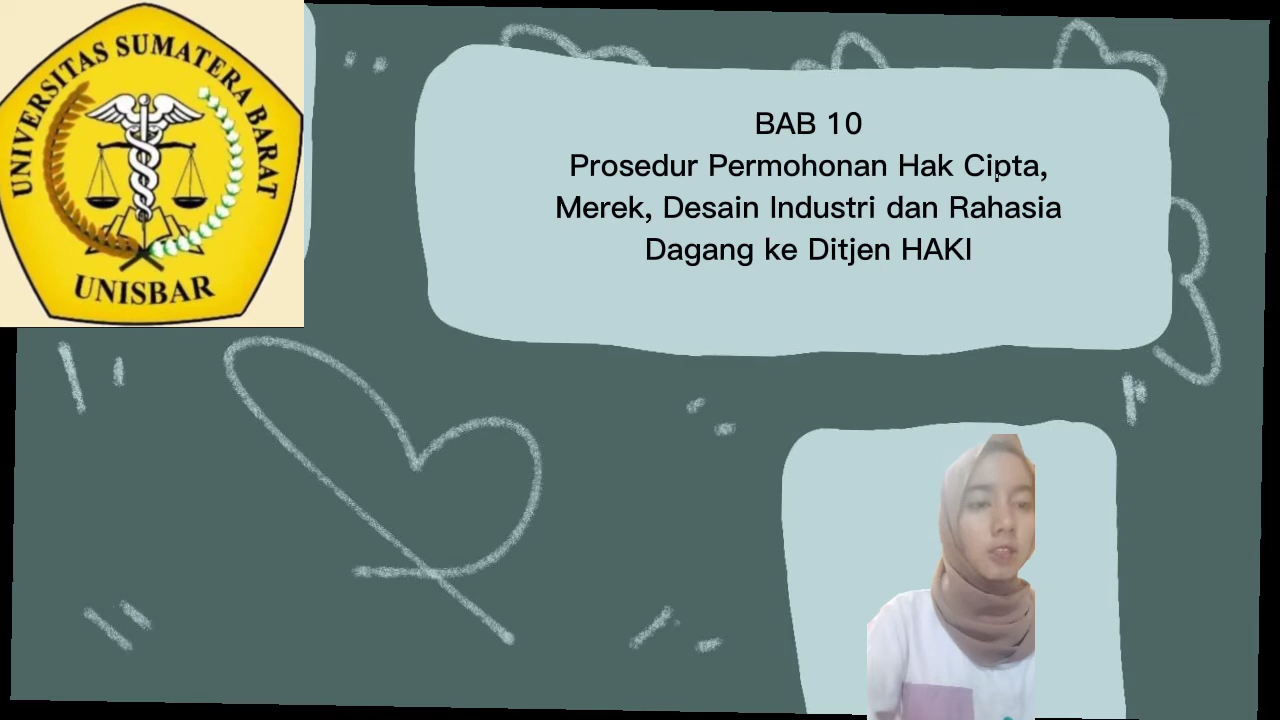 UNIVERSITAS SUMATERA BARAT
UNISBAR
BAB 10
Prosedur Permohonan Hak Cipta,
Merek, Desain Industri dan Rahasia
Dagang ke Ditjen HAKI